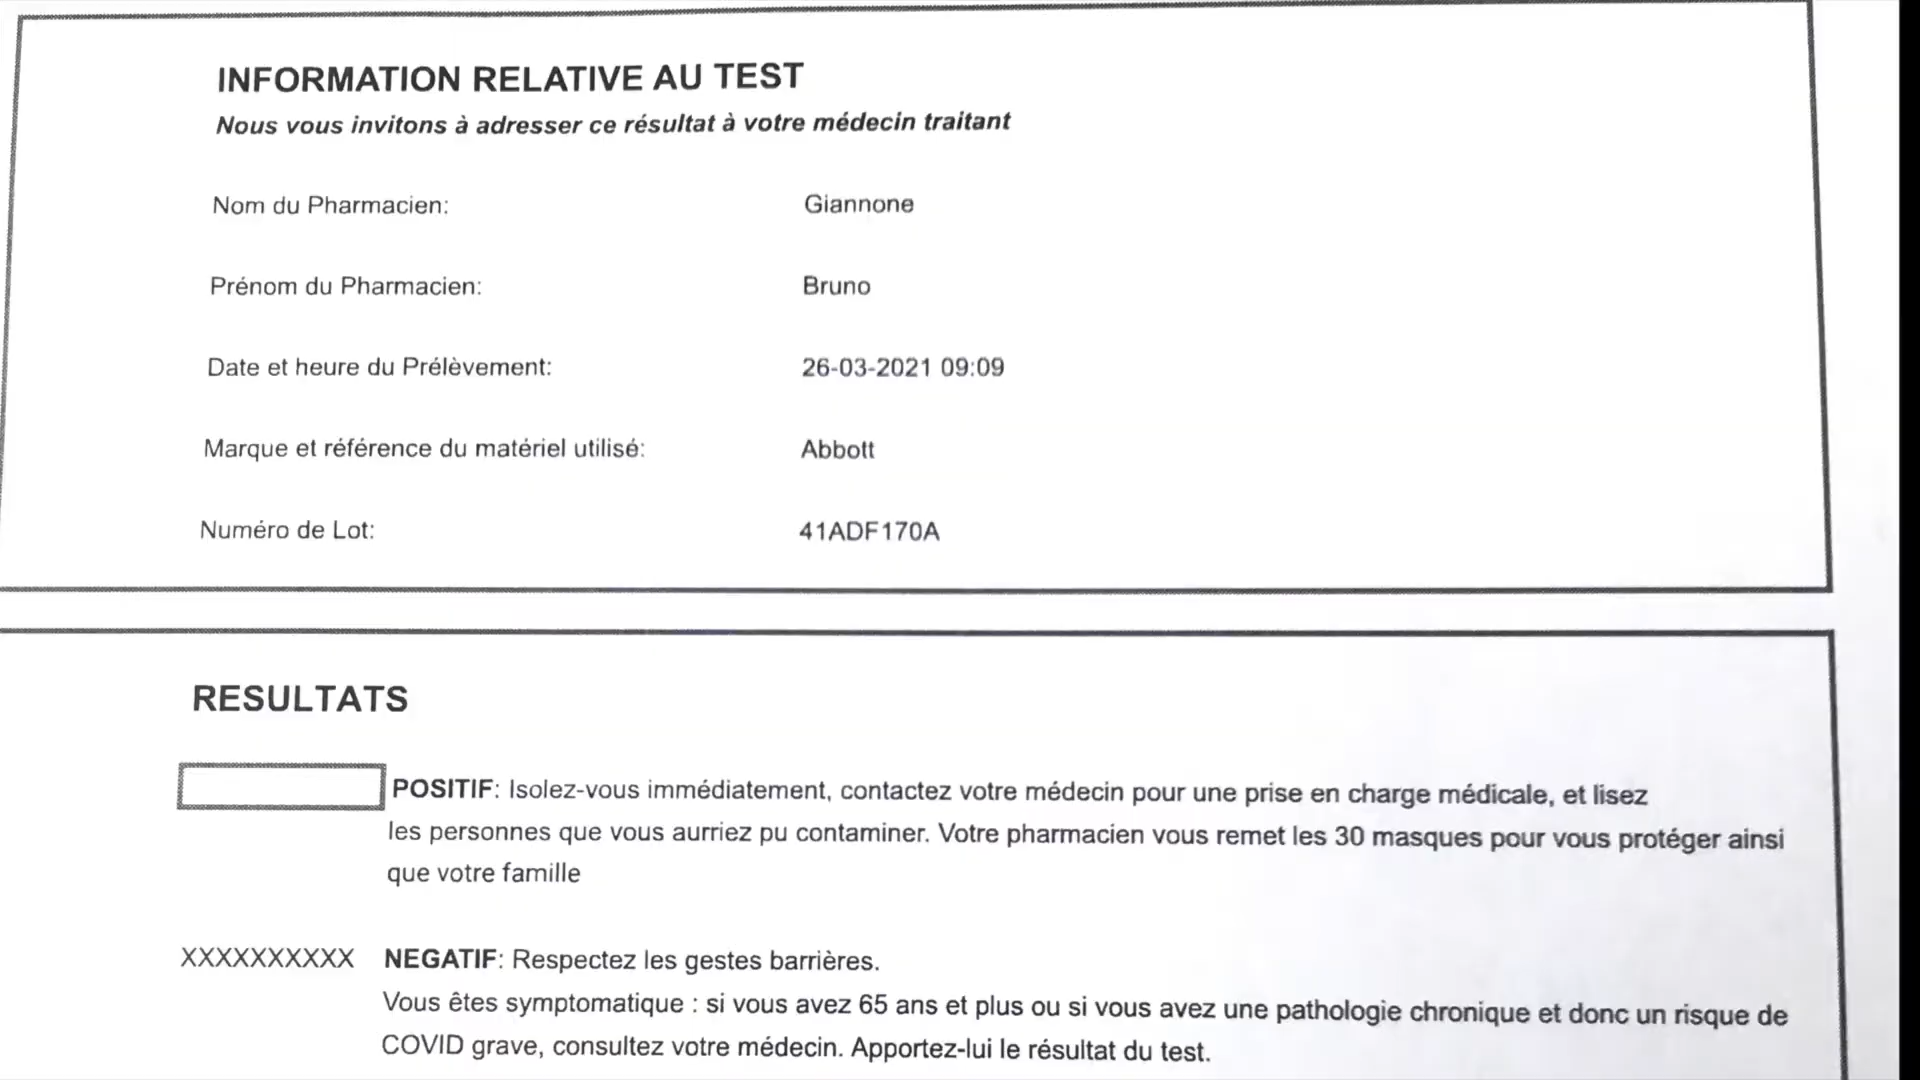 INFORMATION RELATIVE AU TEST
Nous vous invitons à adresser ce résultat à votre médecin traitant
Nom du Pharmacien: Giannone
Prénom du Pharmacien: Bruno
Date et heure du Prélèvement: 26-03-2021 09:09
Marque et référence du matériel utilisé: Abbott
Numéro de Lot: 41ADF170A
RESULTATS
POSITIF: Isolez-vous immédiatement, contactez votre médecin pour une prise en charge médicale, et lisez
les personnes que vous aurriez pu contaminer. Votre pharmacien vous remet les 30 masques pour vous protéger ainsi
que votre famille
XXXXXXXXXX NEGATIF: Respectez les gestes barrières.
Vous êtes symptomatique : si vous avez 65 ans et plus ou si vous avez une pathologie chronique et donc un risque de
COVID grave, consultez votre médecin. Apportez-lui le résultat du test.